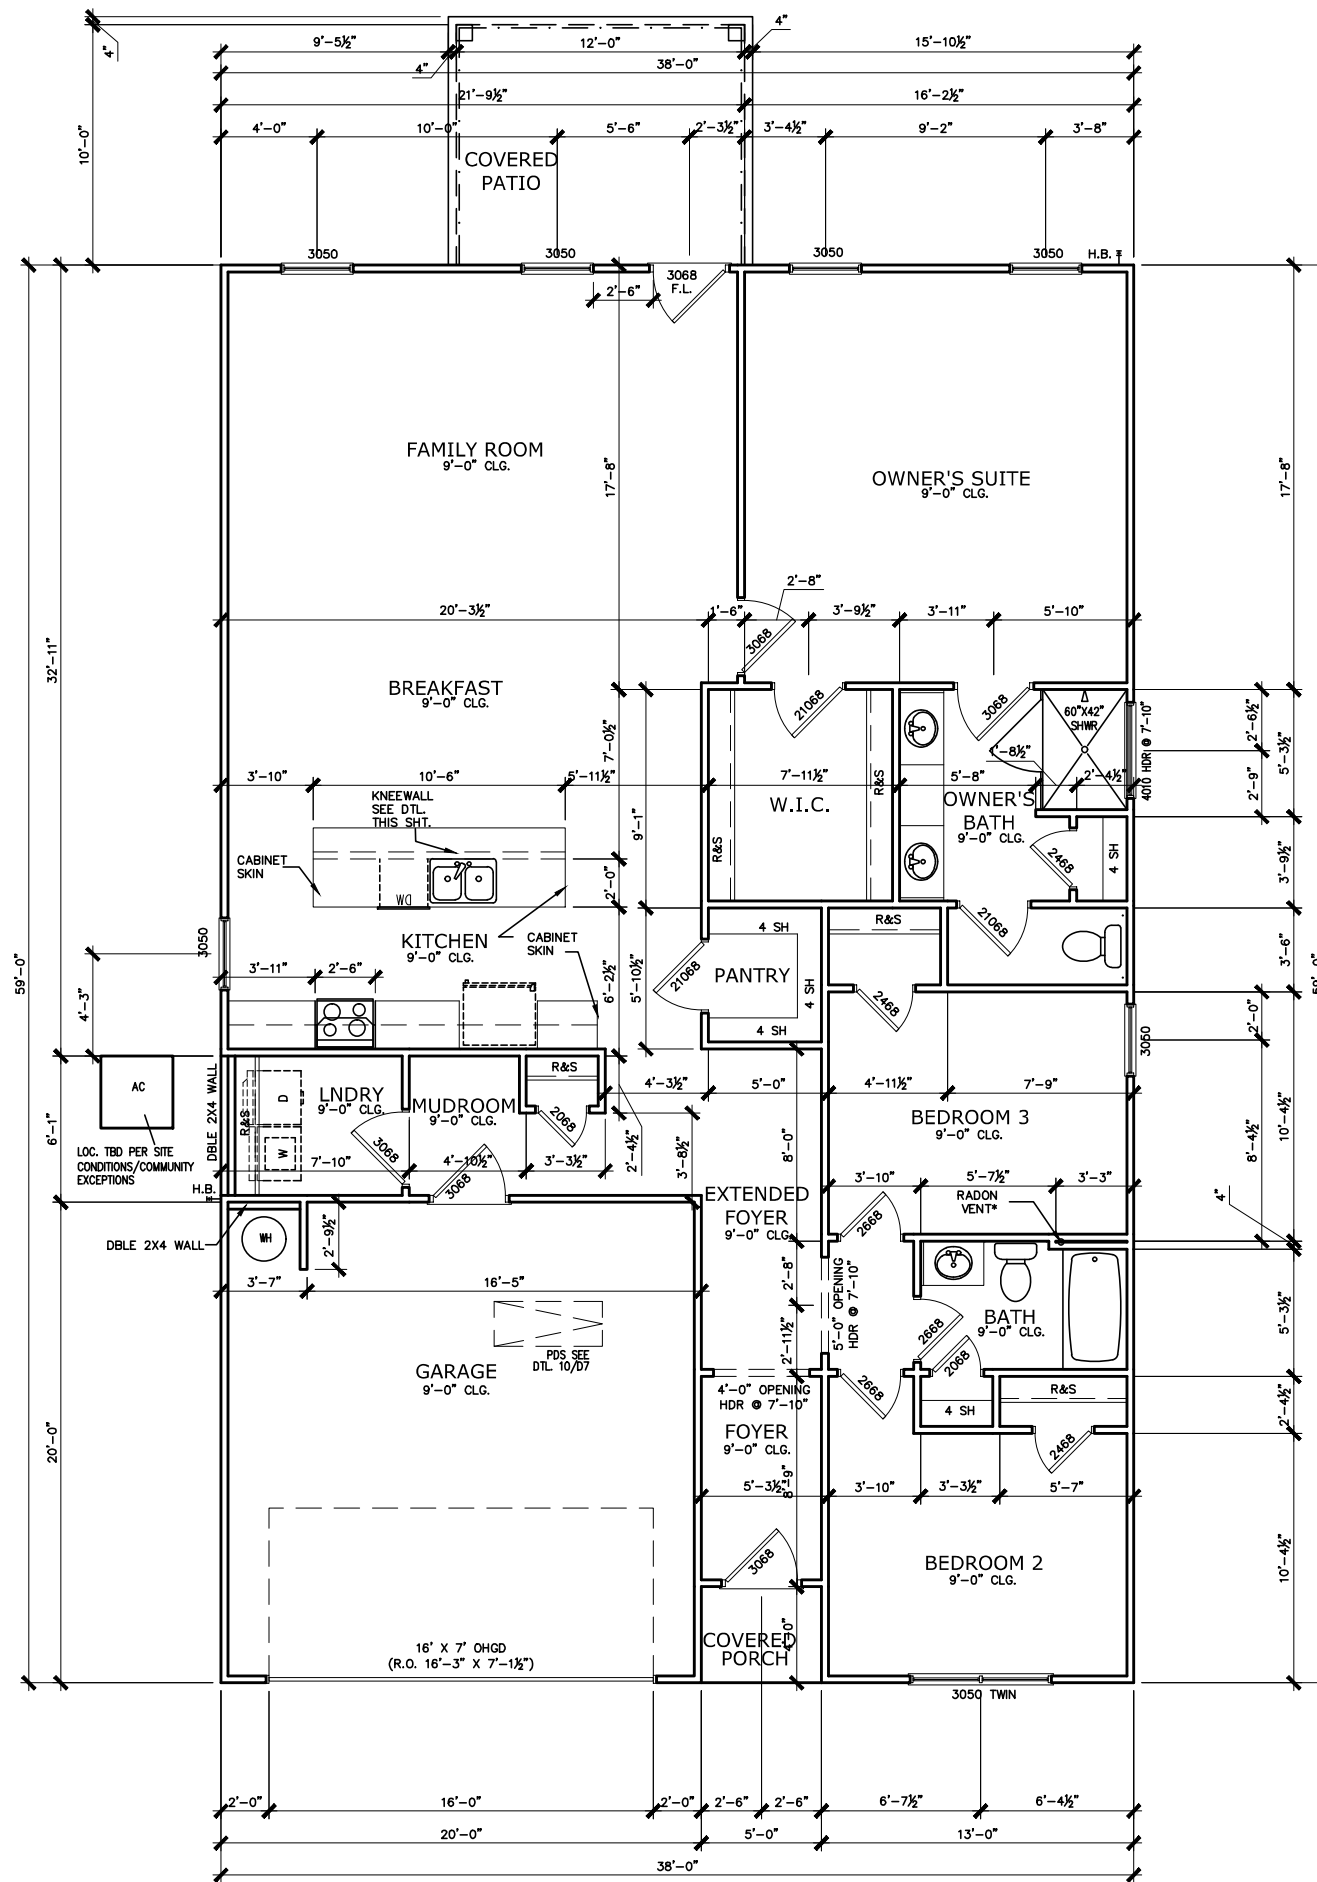 4"
9'-5½"
12'-0"
15'-10½"
4"
4"
38'-0"
21'-9½"
16'-2½"
4'-0"
10'-0"
5'-6"
2'-3½"
3'-4½"
9'-2"
3'-8"
10'-0"
COVERED
PATIO
3050
3050
3050
3050
H.B.
3068
F.L.
2'-6"
FAMILY ROOM
9'-0" CLG.
17'-8"
OWNER'S SUITE
9'-0" CLG.
17'-8"
2'-8"
20'-3½"
1'-6"
3'-9½"
3'-11"
5'-10"
3068
32'-11"
BREAKFAST
9'-0" CLG.
21068
3068
60"X42"
SHWR
4010 HDR @ 7'-10"
2'-6½"
5'-3½"
2'-9"
7'-0½"
1'-8½"
3'-10"
10'-6"
5'-11½"
7'-11½"
5'-8"
2'-4½"
R&S
KNEEWALL
SEE DTL.
THIS SHT.
W.I.C.
OWNER'S
BATH
9'-0" CLG.
9'-1"
R&S
2468
4 SH
3'-9½"
CABINET
SKIN
DW
2'-0"
21068
KITCHEN
9'-0" CLG.
CABINET
SKIN
4 SH
R&S
3050
59'-0"
3'-11"
2'-6"
6'-2½"
5'-10½"
21068
PANTRY
4 SH
3'-6"
59'-0"
4'-3"
4 SH
2468
3050
2'-0"
AC
DBLE 2X4 WALL
R&S
D
LNDRY
9'-0" CLG.
MUDROOM
9'-0" CLG.
R&S
2068
4'-3½"
5'-0"
4'-11½"
7'-9"
BEDROOM 3
9'-0" CLG.
10'-4½"
8'-4½"
6'-1"
LOC. TBD PER SITE
CONDITIONS/COMMUNITY
EXCEPTIONS
W
3068
2'-4½"
3'-8½"
8'-0"
7'-10"
4'-10½"
3'-3½"
3068
3'-10"
5'-7½"
3'-3"
H.B.
EXTENDED
FOYER
9'-0" CLG.
RADON
VENT*
4"
2668
DBLE 2X4 WALL
WH
2'-9½"
3'-7"
16'-5"
2'-8"
5'-0" OPENING
HDR @ 7'-10"
BATH
9'-0" CLG.
2668
5'-3½"
PDS SEE
DTL 10/D7
2'-11½"
2068
GARAGE
9'-0" CLG.
4'-0" OPENING
HDR @ 7'-10"
2668
4 SH
R&S
2'-4½"
20'-0"
FOYER
9'-0" CLG.
2468
5'-3½"
8'-9"
3'-10"
3'-3½"
5'-7"
3068
BEDROOM 2
9'-0" CLG.
10'-4½"
4'-0"
COVERED
PORCH
16' X 7' OHGD
(R.O. 16'-3" X 7'-1½")
3050 TWIN
2'-0"
16'-0"
2'-0"
2'-6"
2'-6"
6'-7½"
6'-4½"
20'-0"
5'-0"
13'-0"
38'-0"